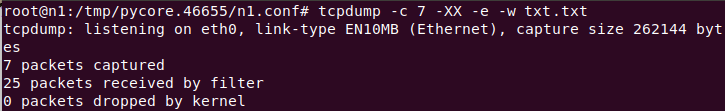 root@n1:/tmp/pycore.46655/n1.conf# tcpdump -c 7 -XX -e -w txt.txt
tcpdump: listening on eth0, link-type EN10MB (Ethernet), capture size 262144 byt
es
7 packets captured
25 packets received by filter
0 packets dropped by kernel